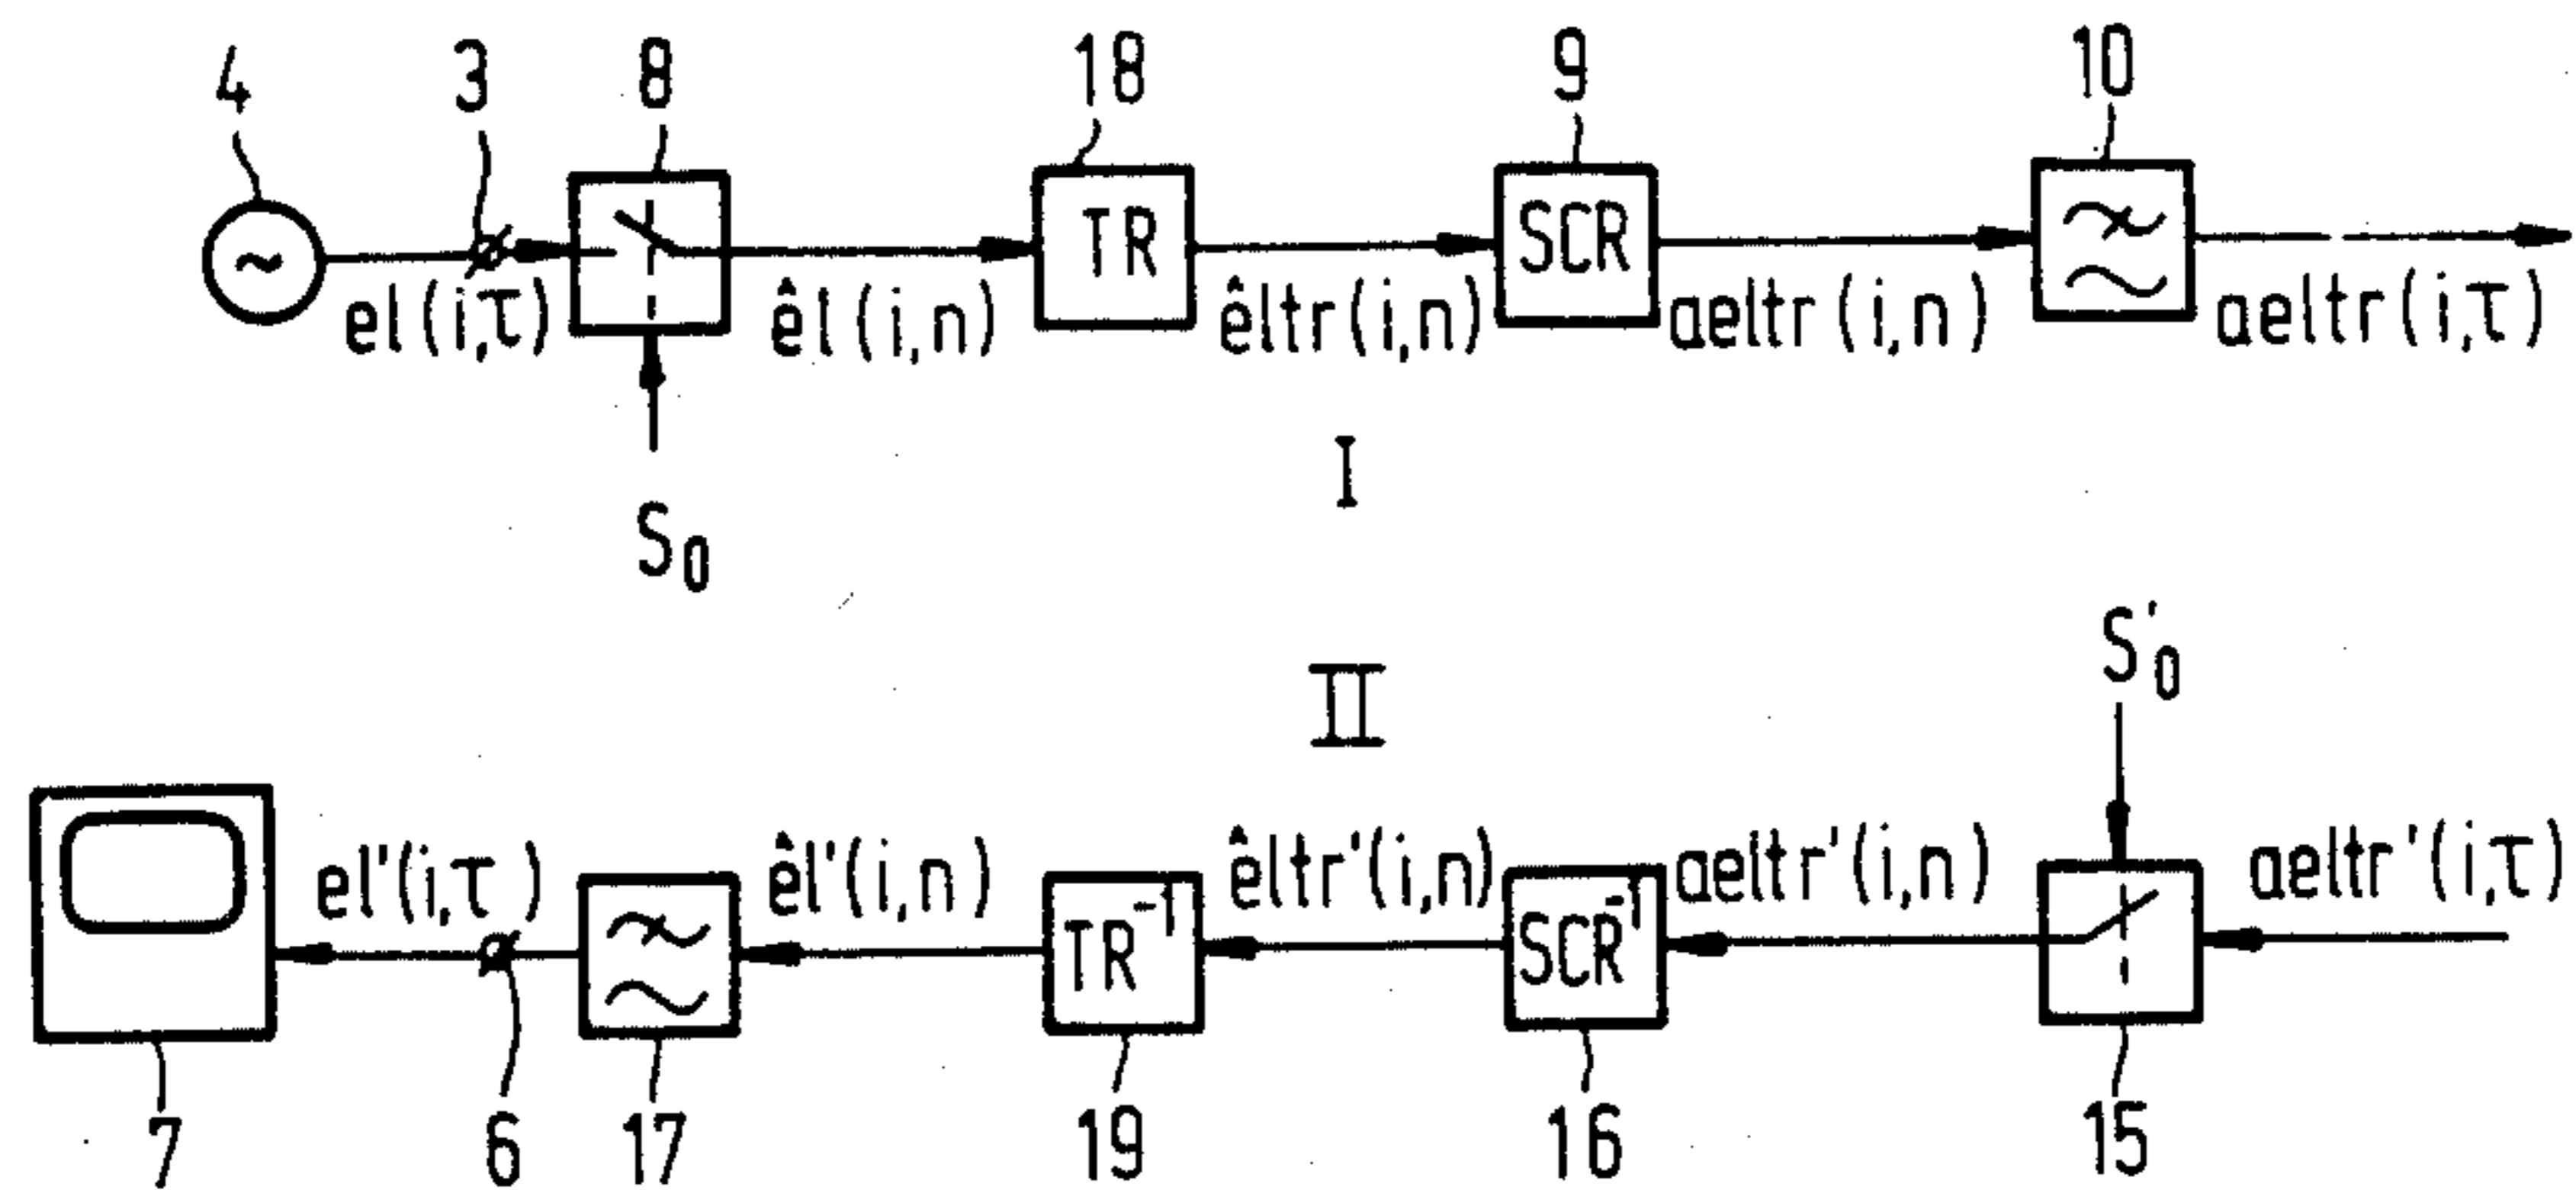 4 3 8 18 9 10
~ TR SCR
el(i,τ) êl(i,n) êltr(i,n) aeltr(i,n) aeltr(i,τ)
S₀
I
II
S'₀
el'(i,τ) êl'(i,n) êltr'(i,n) aeltr'(i,n) aeltr'(i,τ)
TR⁻¹ SCR⁻¹
7 6 17 19 16 15